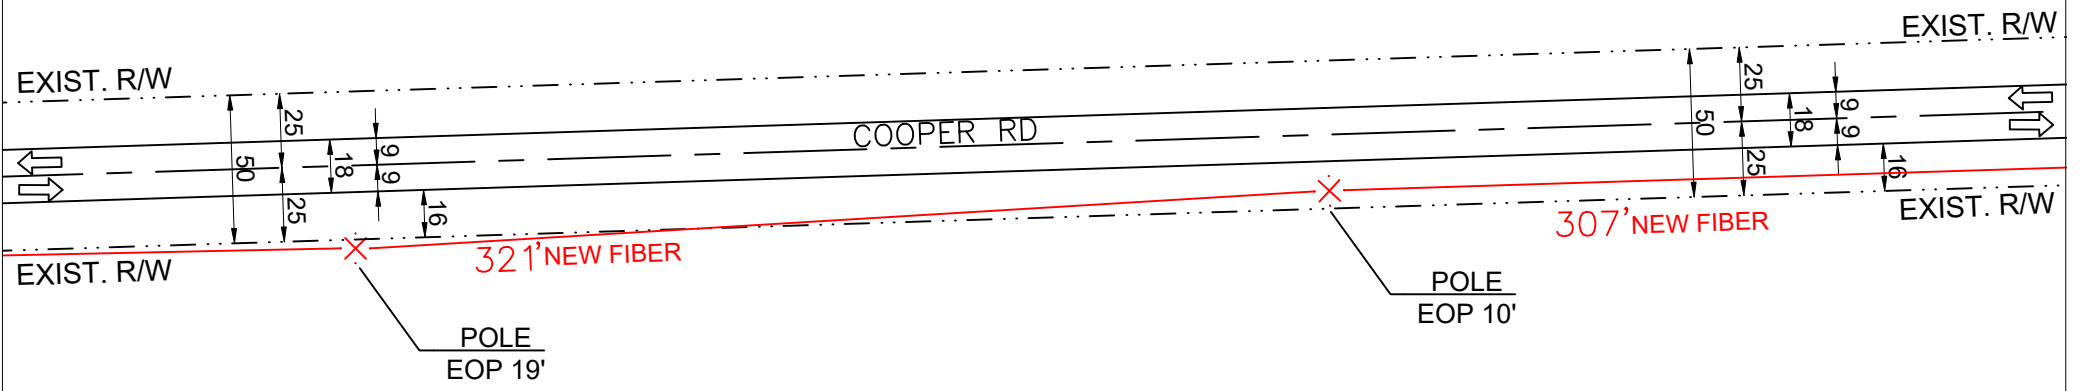 EXIST. R/W
EXIST. R/W
25
50
18
9
9
25
16
COOPER RD
25
50
18
9
9
25
16
EXIST. R/W
EXIST. R/W
321' NEW FIBER
307' NEW FIBER
POLE
EOP 19'
POLE
EOP 10'